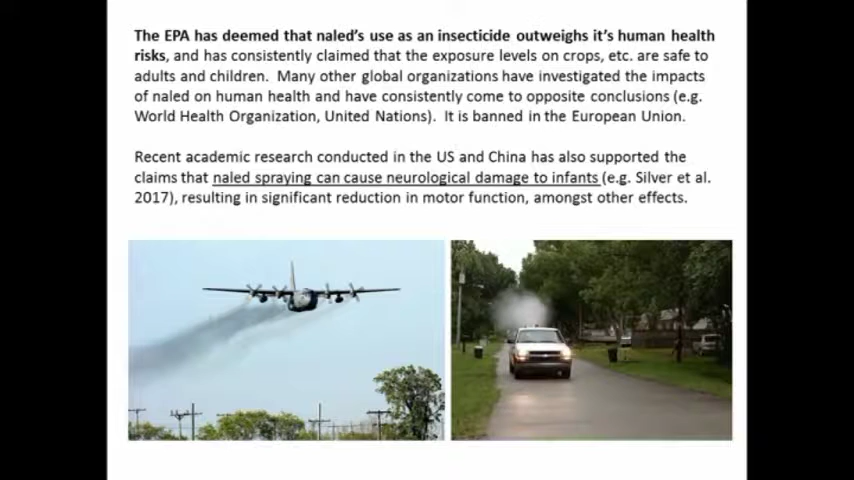 The EPA has deemed that naled's use as an insecticide outweighs it's human health
risks, and has consistently claimed that the exposure levels on crops, etc. are safe to
adults and children. Many other global organizations have investigated the impacts
of naled on human health and have consistently come to opposite conclusions (e.g.
World Health Organization, United Nations). It is banned in the European Union.
Recent academic research conducted in the US and China has also supported the
claims that naled spraying can cause neurological damage to infants (e.g. Silver et al.
2017), resulting in significant reduction in motor function, amongst other effects.